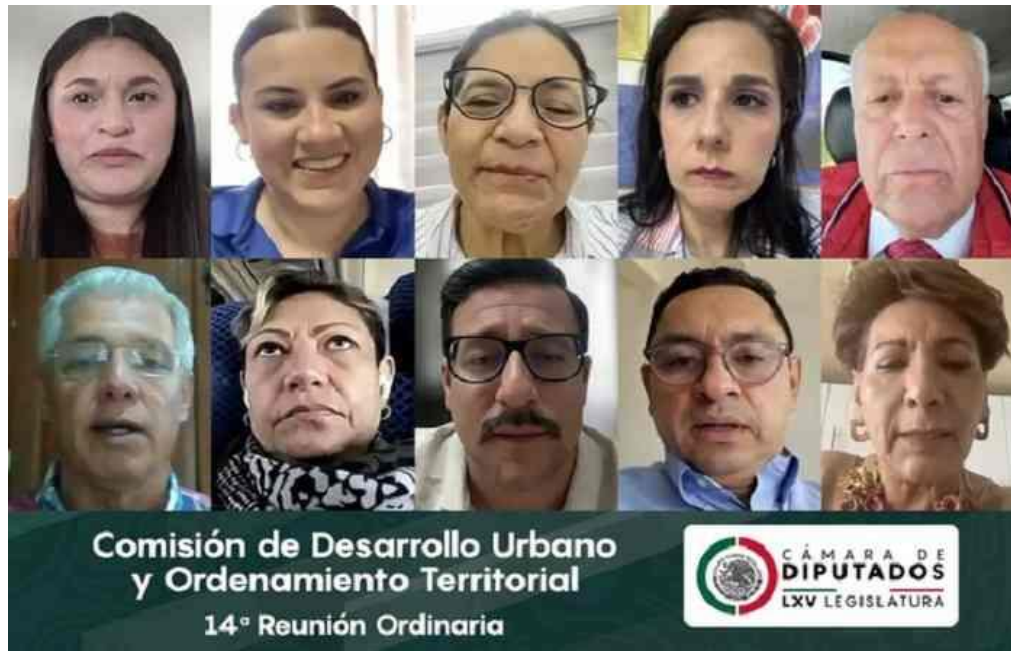 Comisión de Desarrollo Urbano
y Ordenamiento Territorial
14ª Reunión Ordinaria
CÁMARA DE
DIPUTADOS
LXV LEGISLATURA